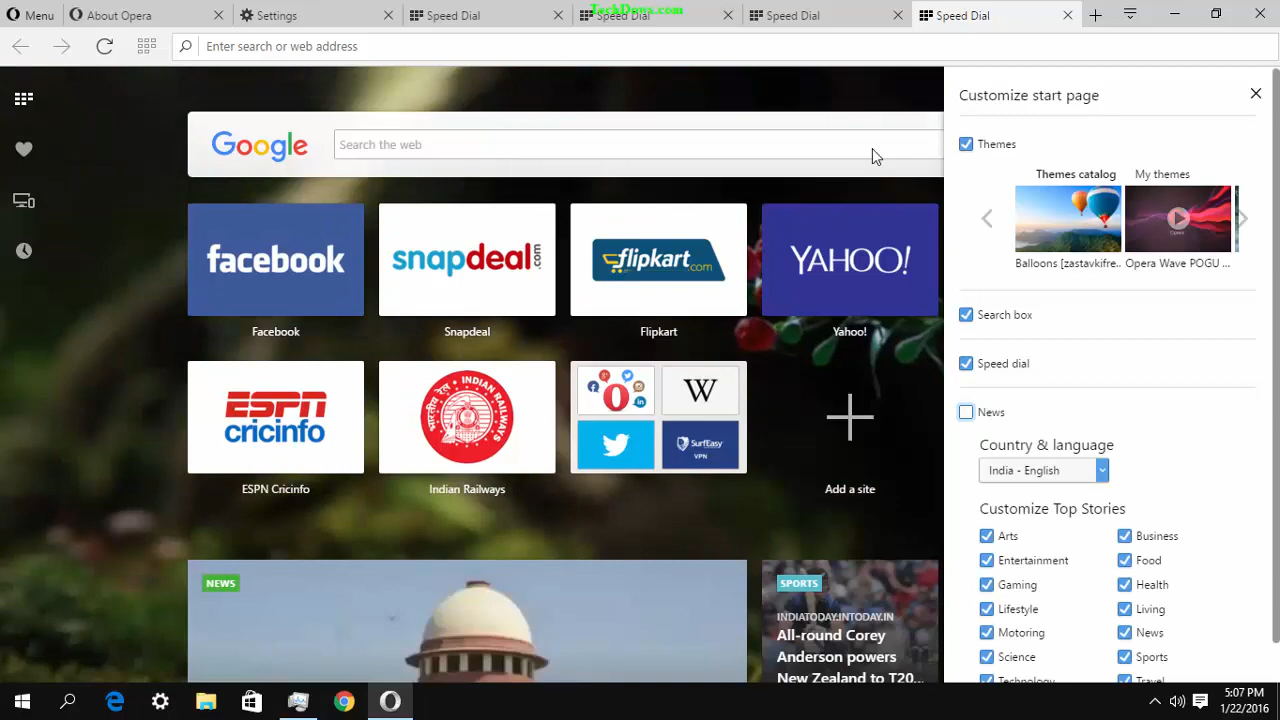 TechDona.com
Menu
About Opera
Settings
Speed Dial
Speed Dial
Speed Dial
Speed Dial
Enter search or web address
Google
Search the web
facebook
snapdeal.com
flipkart.com
YAHOO!
Facebook
Snapdeal
Flipkart
Yahoo!
ESPN
cricinfo
W
SurfEasy
VPN
ESPN Cricinfo
Indian Railways
Add a site
NEWS
SPORTS
INDIATODAY.INTODAY.IN
All-round Corey
Anderson powers
New Zealand to T20...
Customize start page
Themes
Themes catalog
My themes
Opera
Balloons [zastavkifre..
Opera Wave POGU ...
Search box
Speed dial
News
Country & language
India - English
Customize Top Stories
Arts
Business
Entertainment
Food
Gaming
Health
Lifestyle
Living
Motoring
News
Science
Sports
Technology
Travel
5:07 PM
1/22/2016